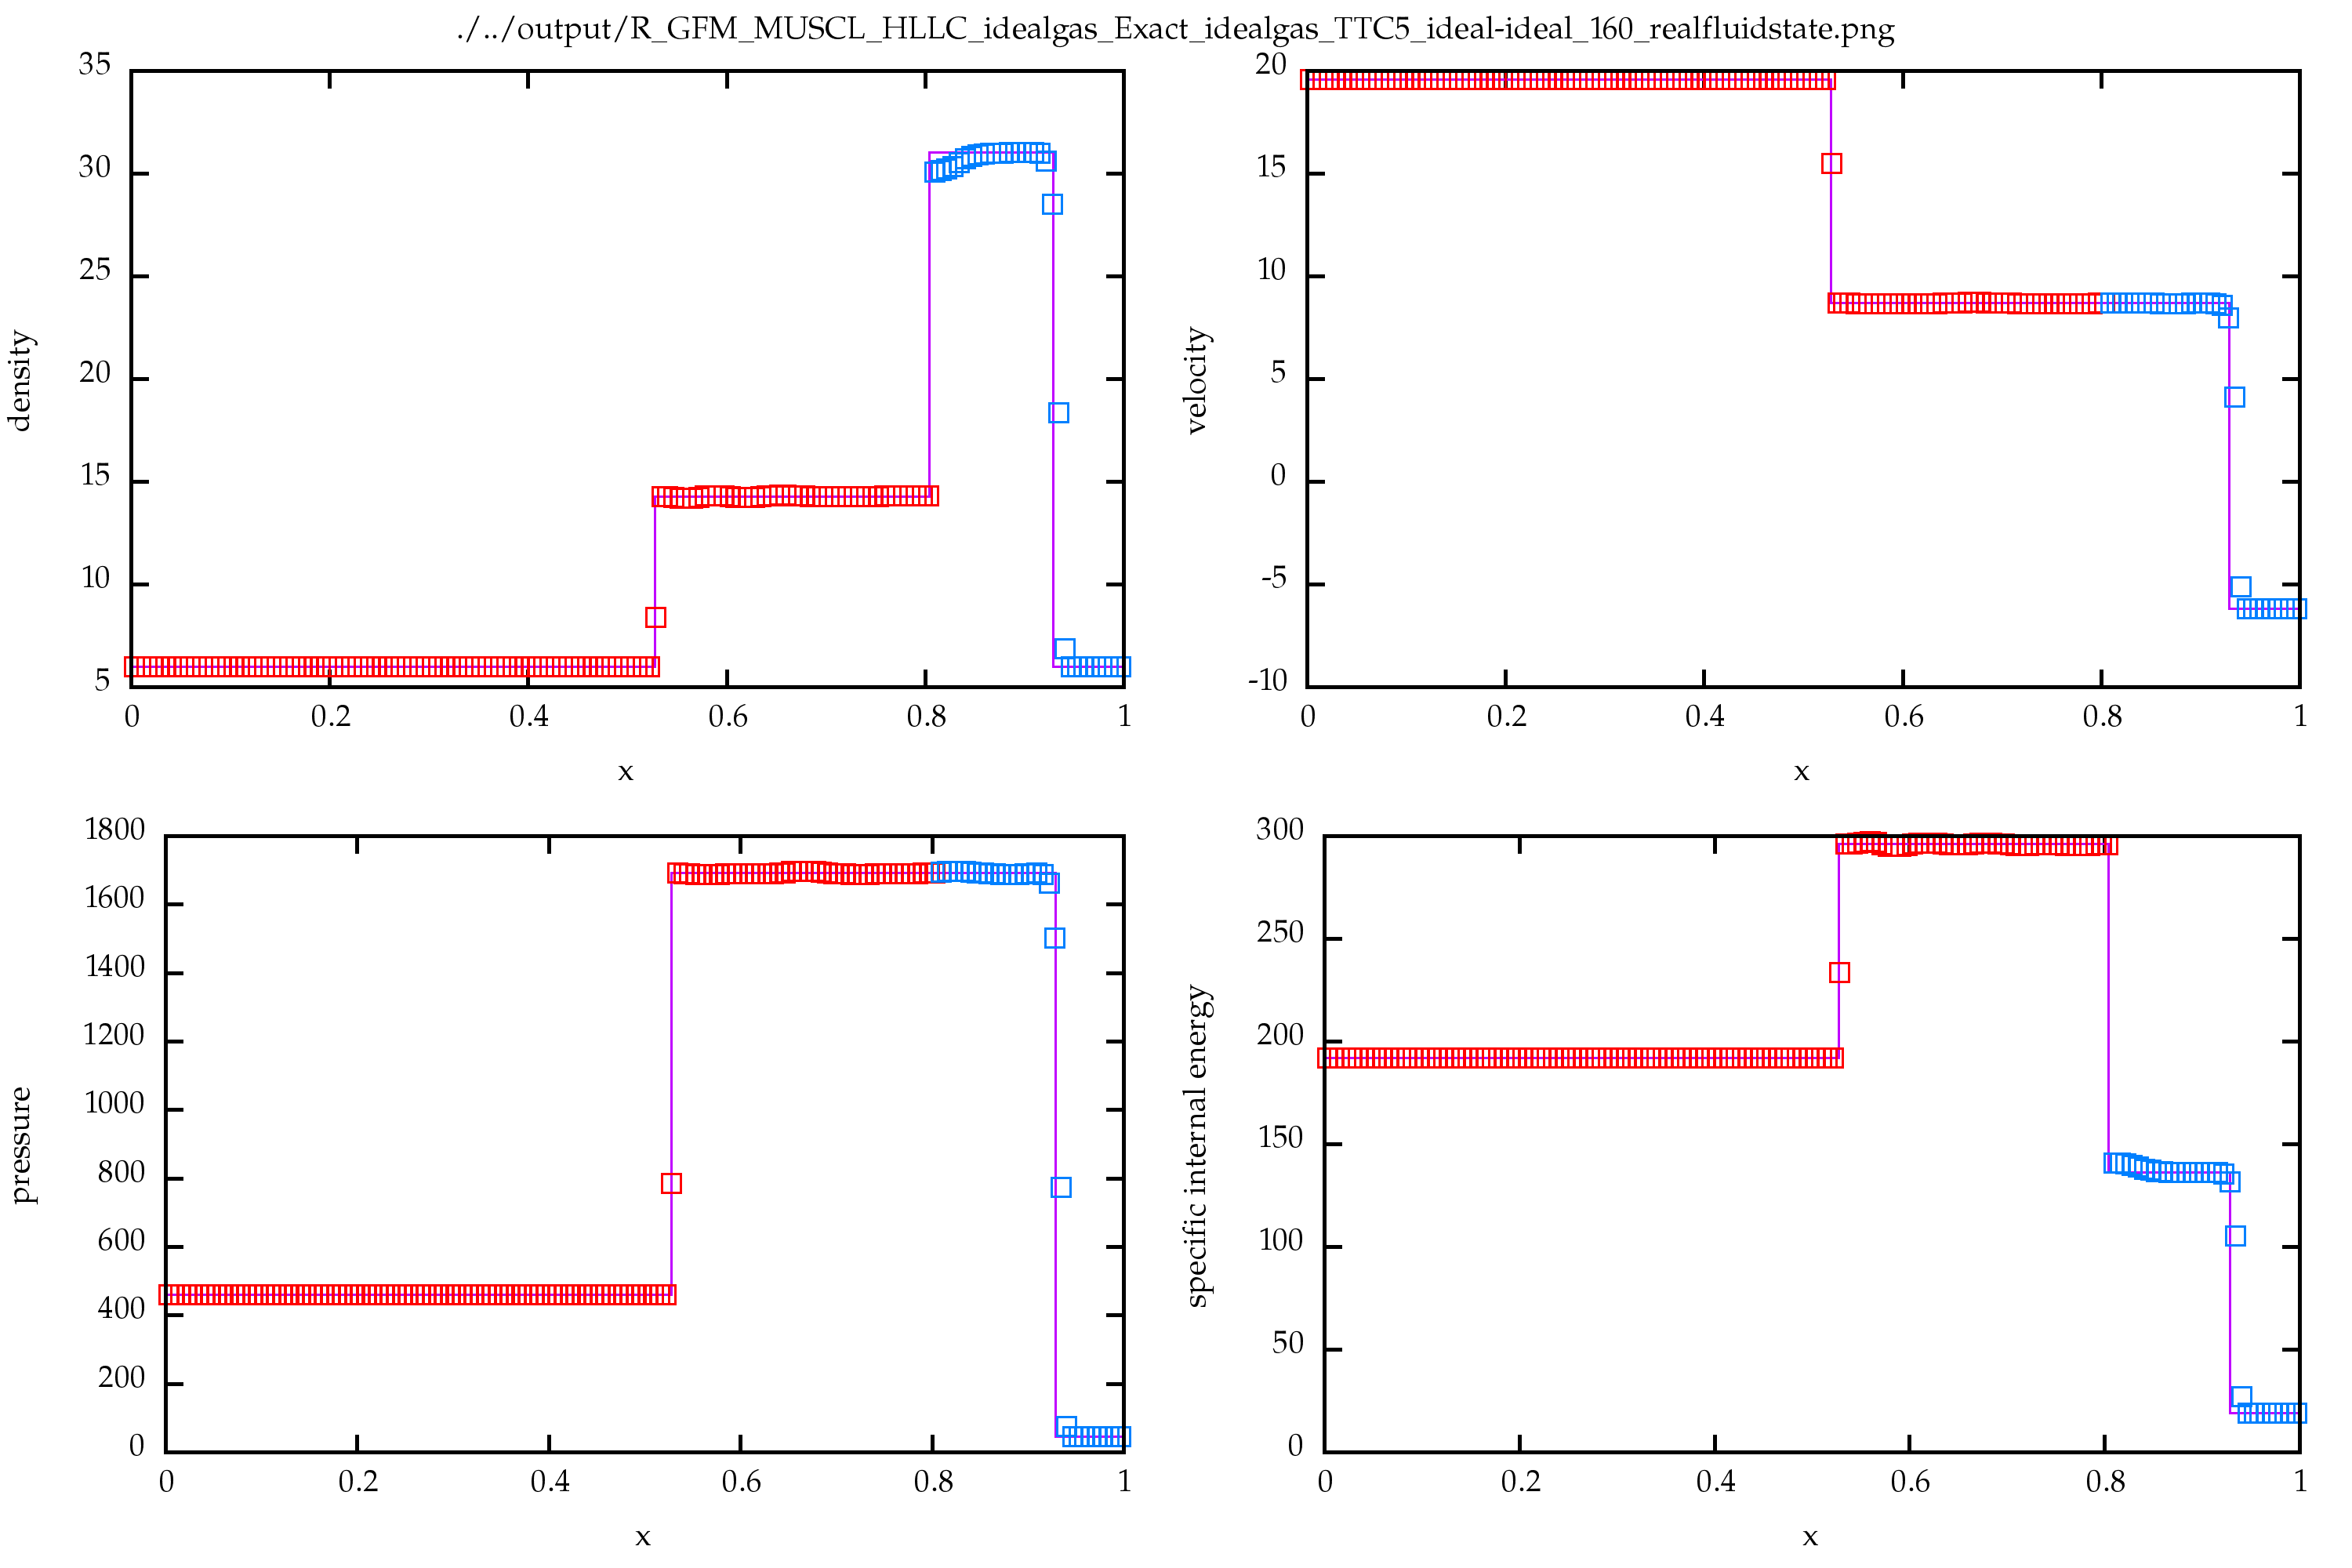 ./../output/R_GFM_MUSCL_HLLC_idealgas_Exact_idealgas_TTC5_ideal-ideal_160_realfluidstate.png
35
30
25
20
15
10
5
density
0 0.2 0.4 0.6 0.8 1
x
20
15
10
5
0
-5
-10
velocity
0 0.2 0.4 0.6 0.8 1
x
1800
1600
1400
1200
1000
800
600
400
200
0
pressure
0 0.2 0.4 0.6 0.8 1
x
300
250
200
150
100
50
0
specific internal energy
0 0.2 0.4 0.6 0.8 1
x